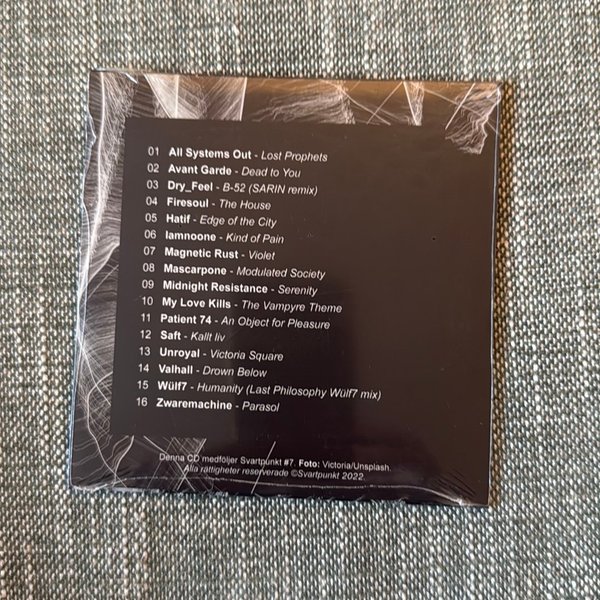 01 All Systems Out - Lost Prophets
02 Avant Garde - Dead to You
03 Dry_Feel - B-52 (SARIN remix)
04 Firesoul - The House
05 Hatif - Edge of the City
06 Iamnoone - Kind of Pain
07 Magnetic Rust - Violet
08 Mascarpone - Modulated Society
09 Midnight Resistance - Serenity
10 My Love Kills - The Vampyre Theme
11 Patient 74 - An Object for Pleasure
12 Saft - Kallt liv
13 Unroyal - Victoria Square
14 Valhall - Drown Below
15 Wülf7 - Humanity (Last Philosophy Wülf7 mix)
16 Zwaremachine - Parasol
Denna CD medföljer Svartpunkt #7. Foto: Victoria/Unsplash.
Alla rättigheter reserverade ©Svartpunkt 2022.